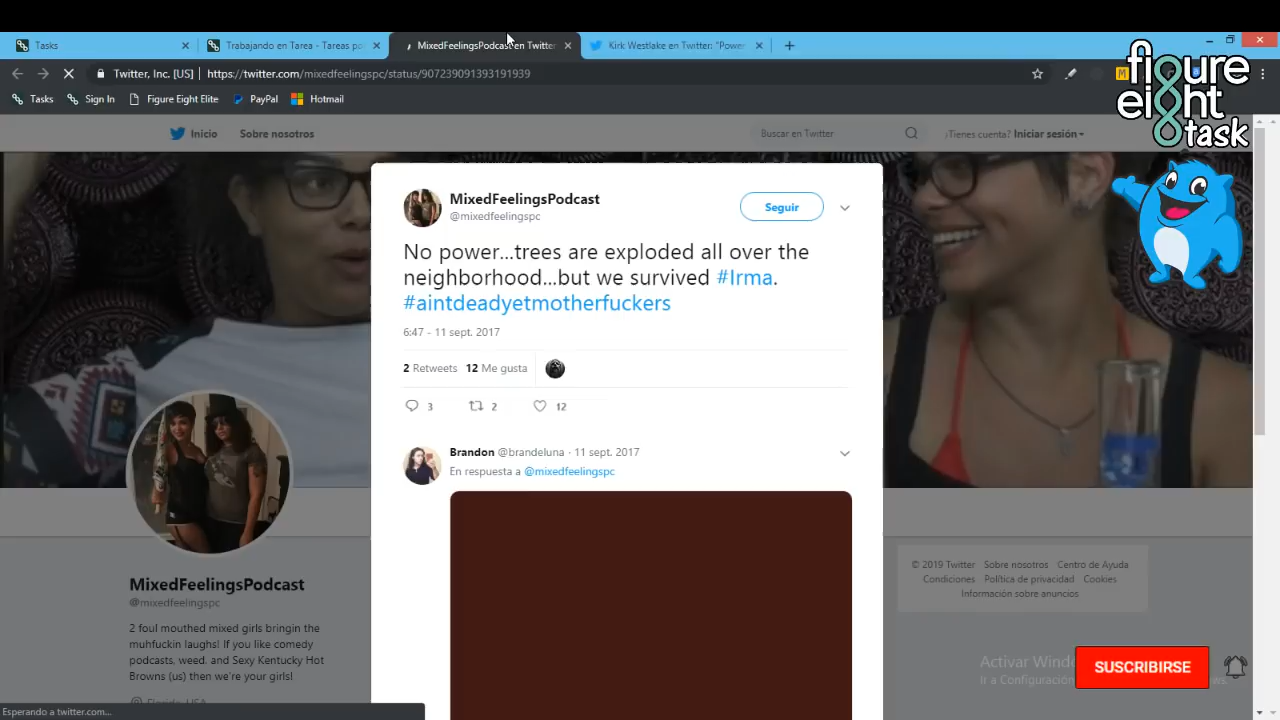 Tasks
Trabajando en Tarea - Tareas po
MixedFeelingsPodcast en Twitter
Kirk Westlake en Twitter: "Power
Twitter, Inc. [US]
https://twitter.com/mixedfeelingspc/status/907239091393191939
Tasks
Sign In
Figure Eight Elite
PayPal
Hotmail
figure
eight
task
Inicio
Sobre nosotros
Buscar en Twitter
¿Tienes cuenta? Iniciar sesión
MixedFeelingsPodcast
@mixedfeelingspc
Seguir
No power...trees are exploded all over the
neighborhood...but we survived #Irma.
#aintdeadyetmotherfuckers
6:47 - 11 sept. 2017
2 Retweets 12 Me gusta
3
2
12
Brandon @brandeluna · 11 sept. 2017
En respuesta a @mixedfeelingspc
MixedFeelingsPodcast
@mixedfeelingspc
2 foul mouthed mixed girls bringin the
muhfuckin laughs! If you like comedy
podcasts, weed, and Sexy Kentucky Hot
Browns (us) then we're your girls!
© 2019 Twitter Sobre nosotros Centro de Ayuda
Condiciones Política de privacidad Cookies
Información sobre anuncios
Activar Wind
Ir a Configuración
SUSCRIBIRSE
Esperando a twitter.com...